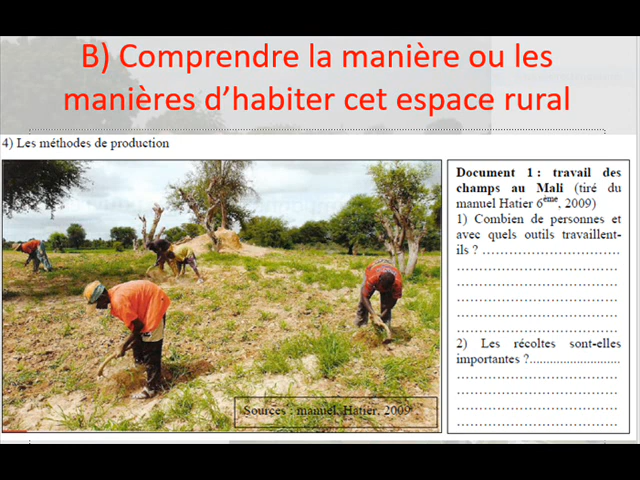 B) Comprendre la manière ou les
manières d’habiter cet espace rural
4) Les méthodes de production
Document 1 : travail des
champs au Mali (tiré du
manuel Hatier 6ème, 2009)
1) Combien de personnes et
avec quels outils travaillent-
ils ? ……………………………
………………………………………
………………………………………
………………………………………
………………………………………
………………………………………
2) Les récoltes sont-elles
importantes ?............................
………………………………………
………………………………………
………………………………………
………………………………………
Sources : manuel, Hatier, 2009